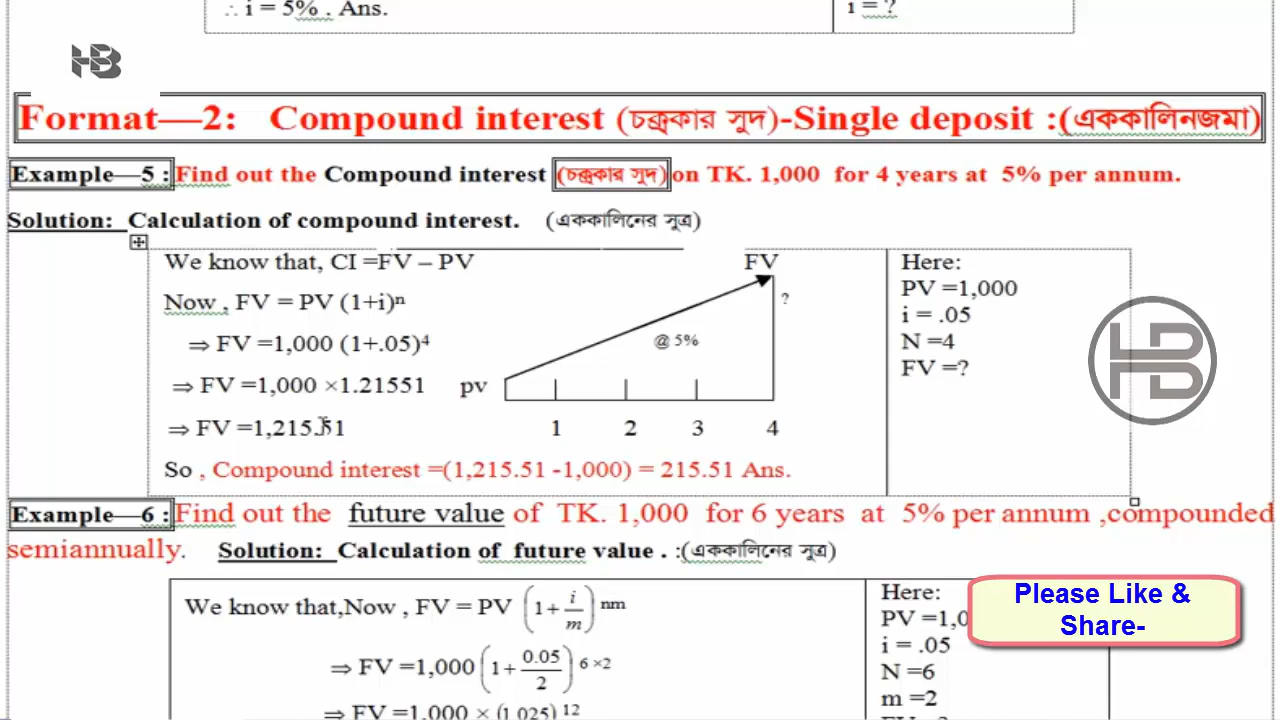 ∴ i = 5% . Ans.
i = ?
HB
Format—2: Compound interest (চক্রকার সুদ)-Single deposit :(এককালিনজমা)
Example—5 : Find out the Compound interest (চক্রকার সুদ) on TK. 1,000 for 4 years at 5% per annum.
Solution: Calculation of compound interest. (এককালিনের সুত্র)
We know that, CI =FV – PV
Now , FV = PV (1+i)ⁿ
⇒ FV =1,000 (1+.05)⁴
⇒ FV =1,000 ×1.21551
⇒ FV =1,215.51
So , Compound interest =(1,215.51 -1,000) = 215.51 Ans.
FV
?
@ 5%
pv
1 2 3 4
Here:
PV =1,000
i = .05
N =4
FV =?
HB
Example—6 : Find out the future value of TK. 1,000 for 6 years at 5% per annum ,compounded
semiannually. Solution: Calculation of future value . :(এককালিনের সুত্র)
We know that,Now , FV = PV (1+ i/m) nm
⇒ FV =1,000 (1+ 0.05/2) 6 ×2
⇒ FV =1,000 × (1.025) 12
Here:
PV =1,0
i = .05
N =6
m =2
Please Like &
Share-